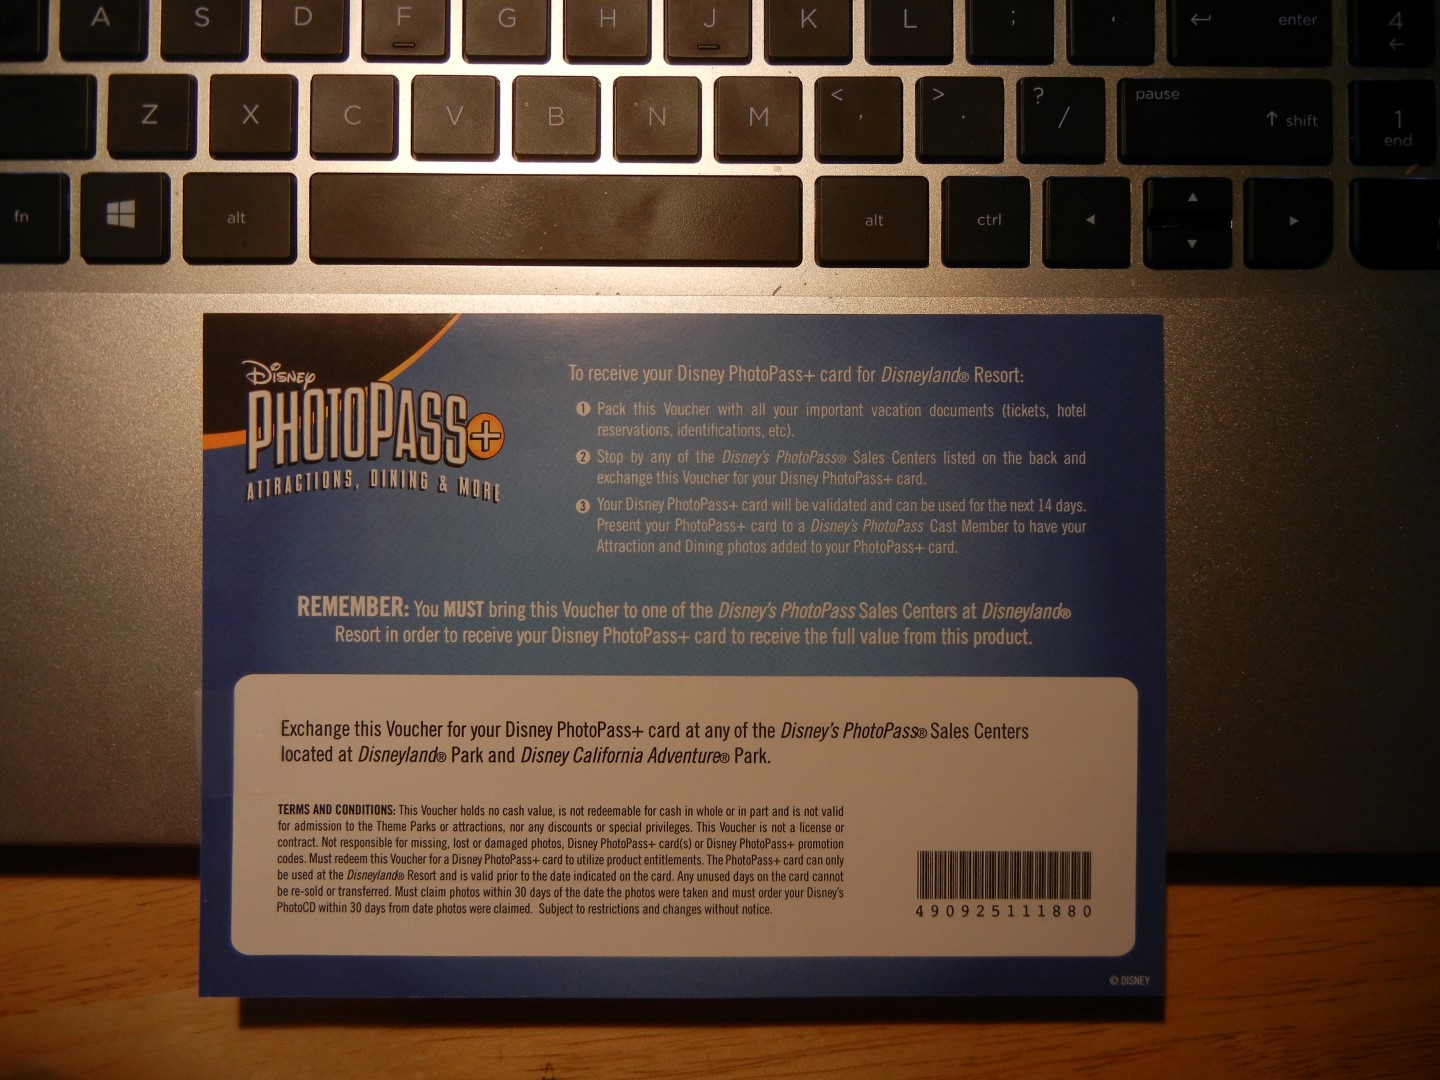 A S D F G H J K L ; ‘ enter 4
Z X C V B N M < , > . ? / pause shift 1
end
fn alt alt ctrl
Disney
PHOTOPASS+
ATTRACTIONS, DINING & MORE
To receive your Disney PhotoPass+ card for Disneyland® Resort:
1 Pack this Voucher with all your important vacation documents (tickets, hotel
reservations, identifications, etc).
2 Stop by any of the Disney's PhotoPass® Sales Centers listed on the back and
exchange this Voucher for your Disney PhotoPass+ card.
3 Your Disney PhotoPass+ card will be validated and can be used for the next 14 days.
Present your PhotoPass+ card to a Disney's PhotoPass Cast Member to have your
Attraction and Dining photos added to your PhotoPass+ card.
REMEMBER: You MUST bring this Voucher to one of the Disney's PhotoPass Sales Centers at Disneyland®
Resort in order to receive your Disney PhotoPass+ card to receive the full value from this product.
Exchange this Voucher for your Disney PhotoPass+ card at any of the Disney's PhotoPass® Sales Centers
located at Disneyland® Park and Disney California Adventure® Park.
TERMS AND CONDITIONS: This Voucher holds no cash value, is not redeemable for cash in whole or in part and is not valid
for admission to the Theme Parks or attractions, nor any discounts or special privileges. This Voucher is not a license or
contract. Not responsible for missing, lost or damaged photos, Disney PhotoPass+ card(s) or Disney PhotoPass+ promotion
codes. Must redeem this Voucher for a Disney PhotoPass+ card to utilize product entitlements. The PhotoPass+ card can only
be used at the Disneyland® Resort and is valid prior to the date indicated on the card. Any unused days on the card cannot
be re-sold or transferred. Must claim photos within 30 days of the date the photos were taken and must order your Disney's
PhotoCD within 30 days from date photos were claimed. Subject to restrictions and changes without notice.
490925111880
© DISNEY